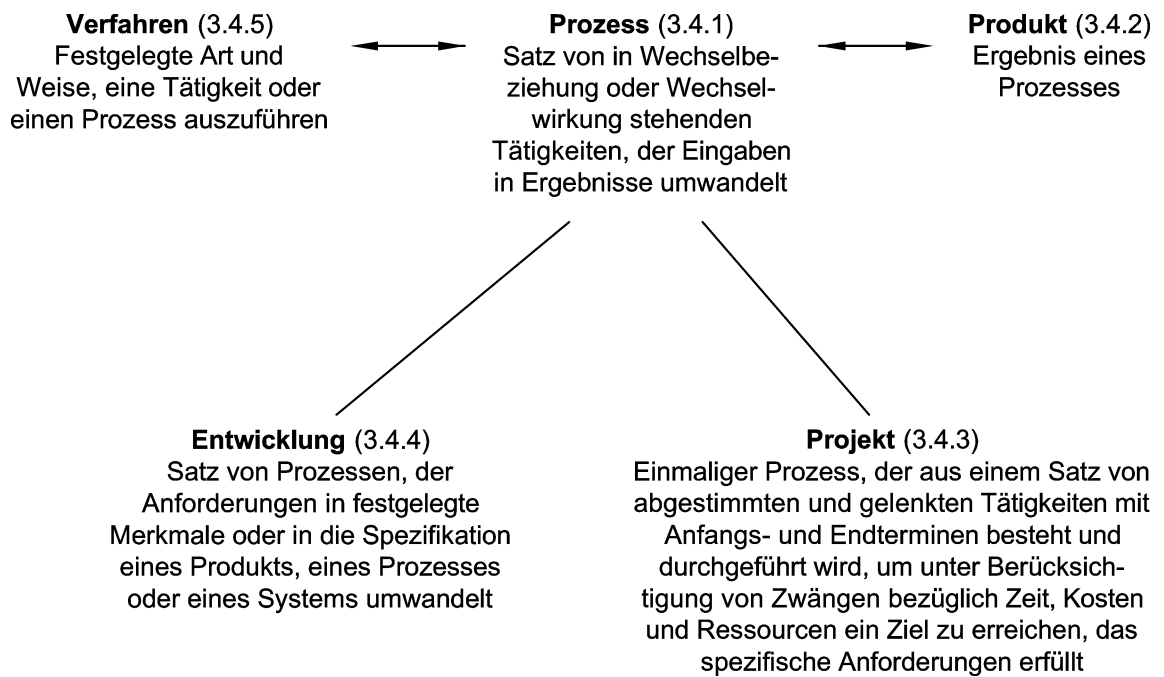 Verfahren (3.4.5)
Festgelegte Art und
Weise, eine Tätigkeit oder
einen Prozess auszuführen
Prozess (3.4.1)
Satz von in Wechselbe-
ziehung oder Wechsel-
wirkung stehenden
Tätigkeiten, der Eingaben
in Ergebnisse umwandelt
Produkt (3.4.2)
Ergebnis eines
Prozesses
Entwicklung (3.4.4)
Satz von Prozessen, der
Anforderungen in festgelegte
Merkmale oder in die Spezifikation
eines Produkts, eines Prozesses
oder eines Systems umwandelt
Projekt (3.4.3)
Einmaliger Prozess, der aus einem Satz von
abgestimmten und gelenkten Tätigkeiten mit
Anfangs- und Endterminen besteht und
durchgeführt wird, um unter Berücksich-
tigung von Zwängen bezüglich Zeit, Kosten
und Ressourcen ein Ziel zu erreichen, das
spezifische Anforderungen erfüllt